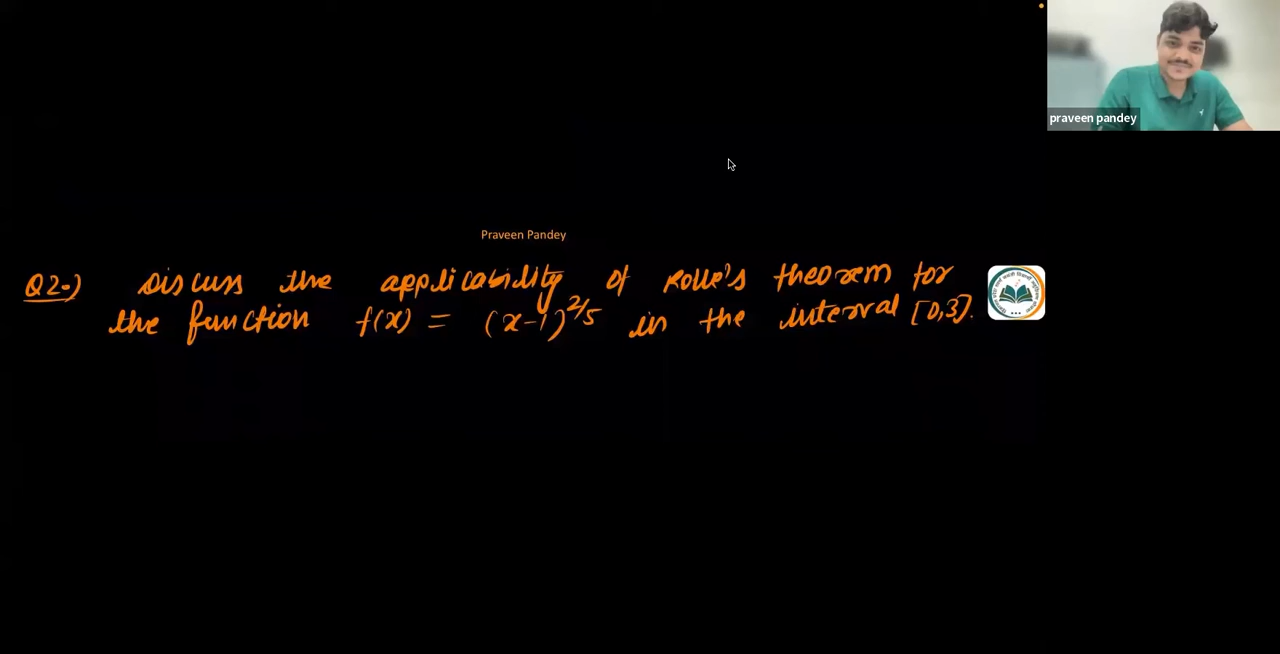 praveen pandey
Praveen Pandey
Q2.) Discuss the applicability of Rolle's theorem for
the function f(x) = (x-1)^2/5 in the interval [0,3].